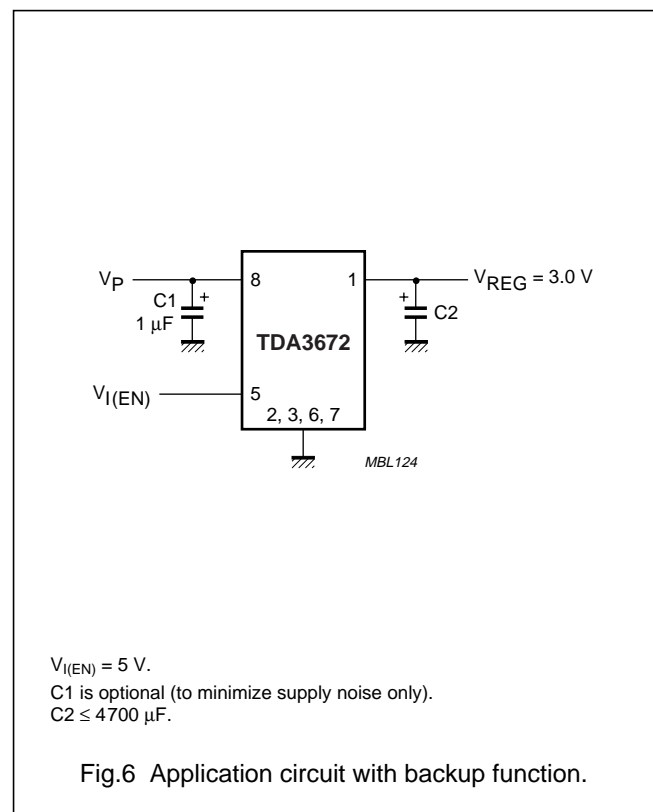 V_P 8 1 V_REG = 3.0 V
C1 + + C2
1 μF
TDA3672
V_I(EN) 5
2, 3, 6, 7
MBL124
V_I(EN) = 5 V.
C1 is optional (to minimize supply noise only).
C2 ≤ 4700 μF.
Fig.6 Application circuit with backup function.